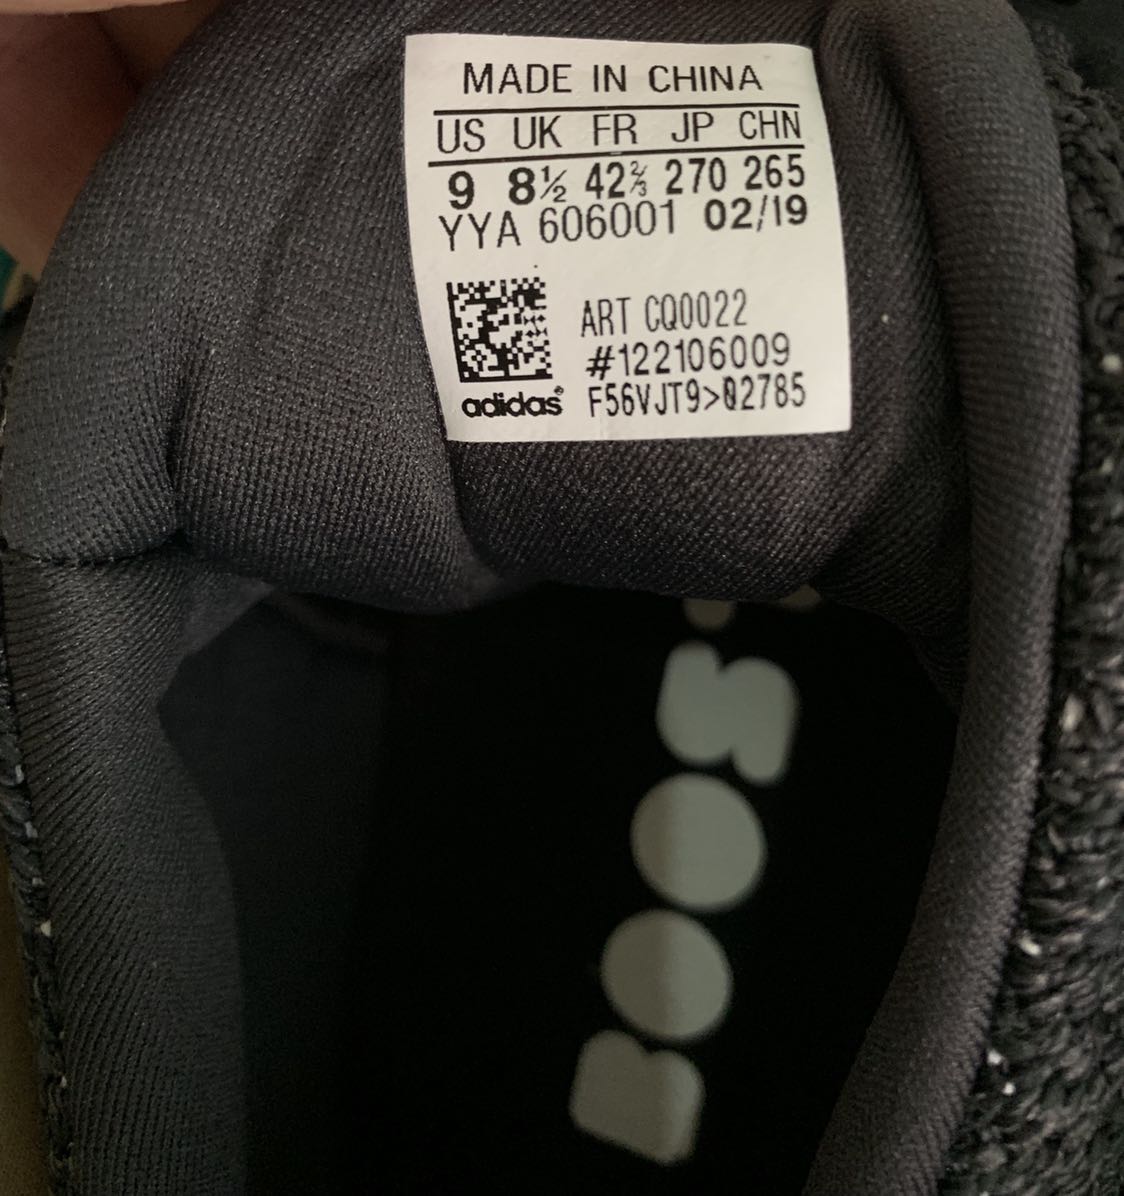 MADE IN CHINA
US UK FR JP CHN
9 8½ 42⅔ 270 265
YYA 606001 02/19
ART CQ0022
#122106009
adidas® F56VJT9>02785
BOOS